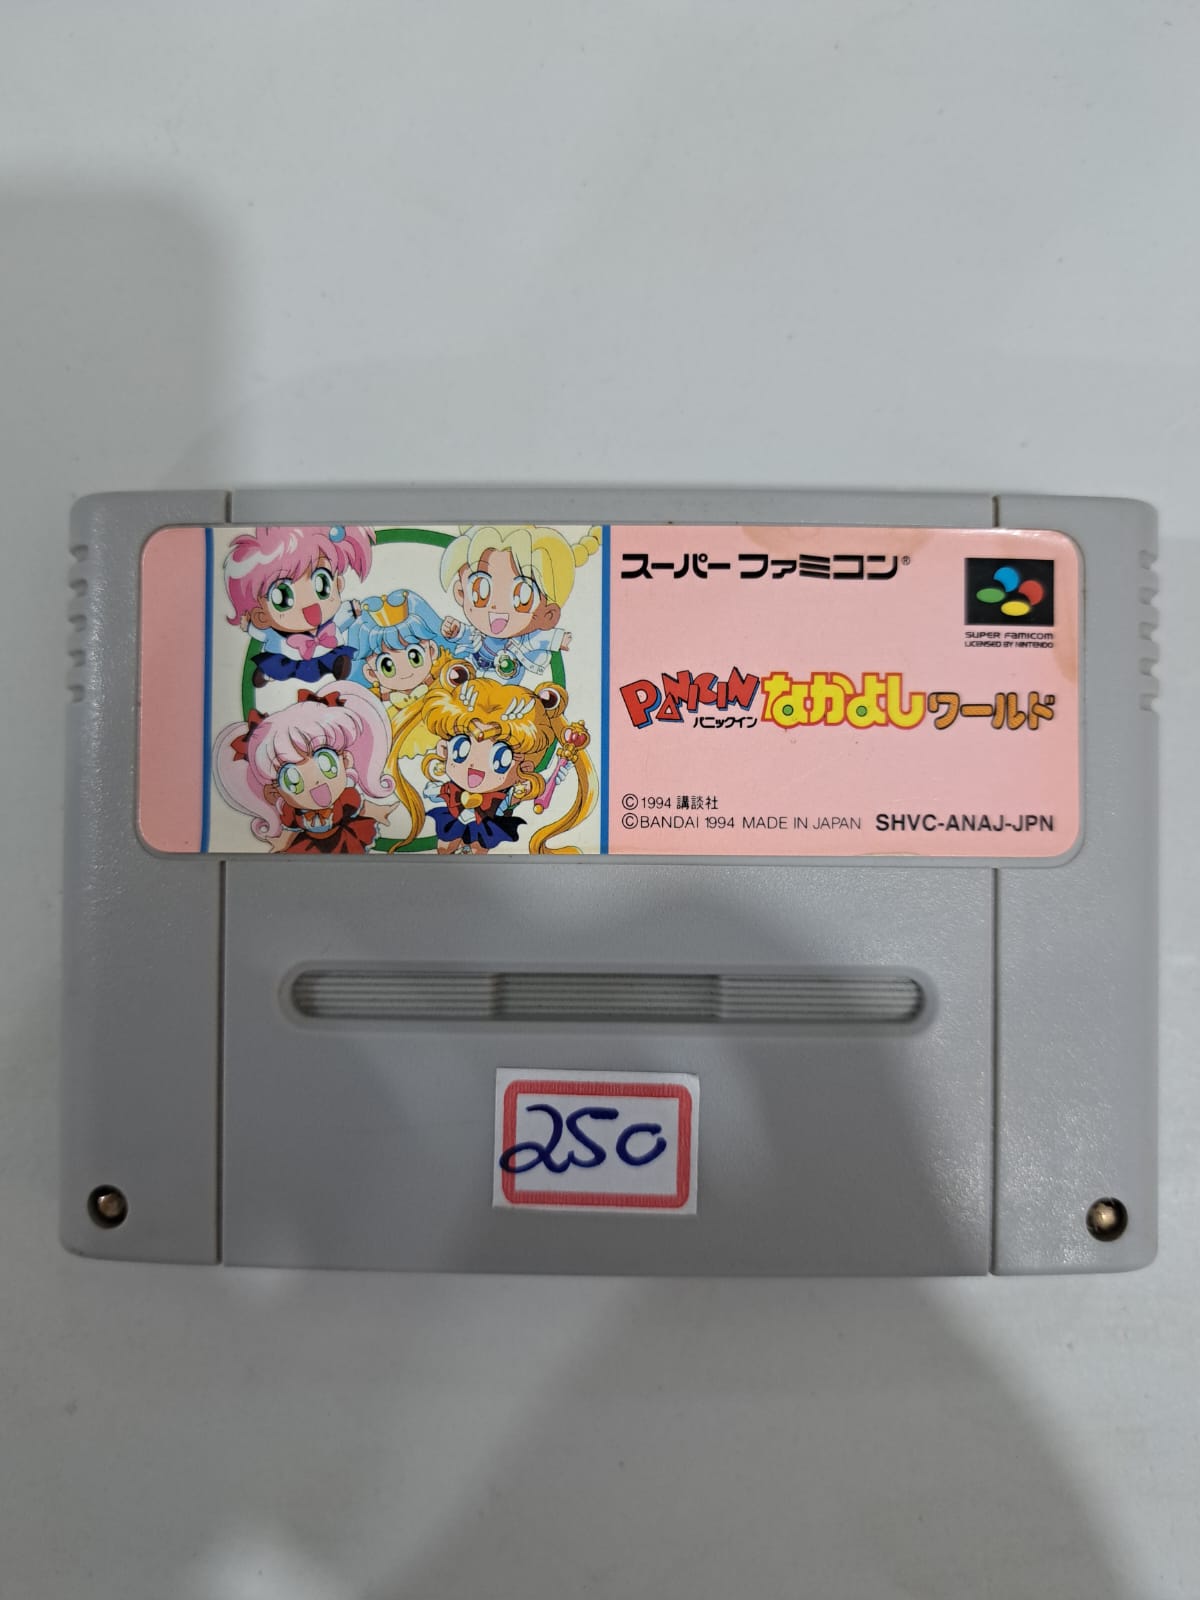 スーパーファミコン®
SUPER FAMICOM
LICENSED BY NINTENDO
PANIC IN なかよしワールド
パニックイン
©1994 講談社
©BANDAI 1994 MADE IN JAPAN SHVC-ANAJ-JPN
250